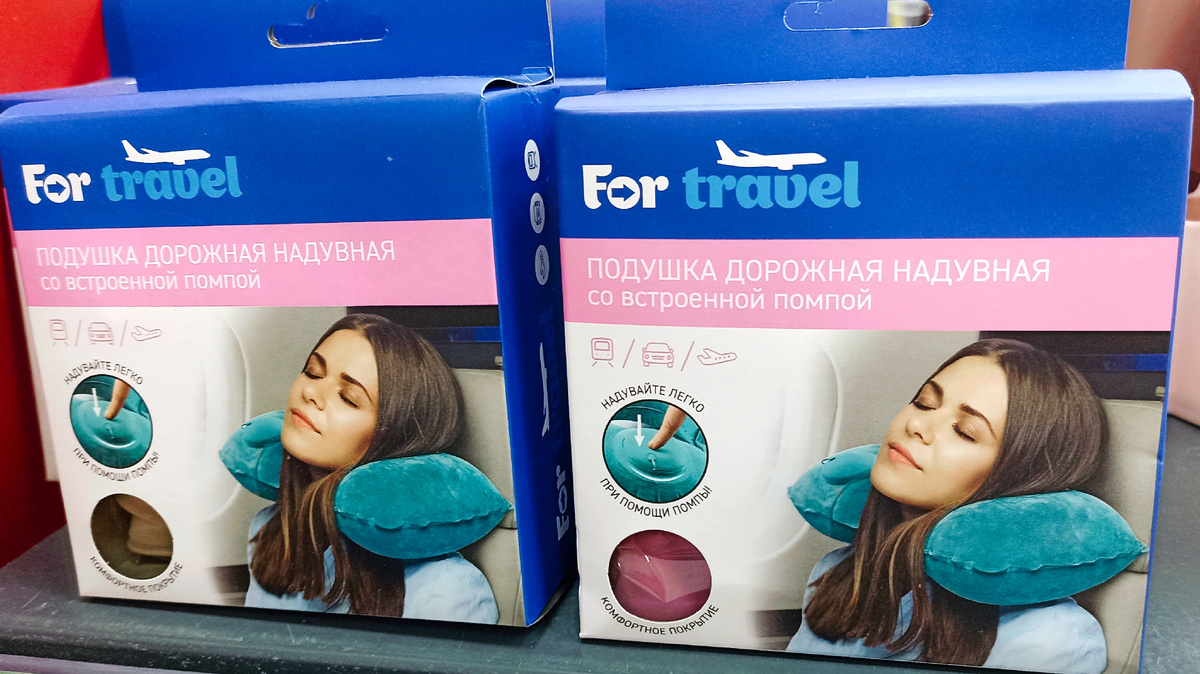 For travel
ПОДУШКА ДОРОЖНАЯ НАДУВНАЯ
со встроенной помпой
НАДУВАЙТЕ ЛЕГКО
ПРИ ПОМОЩИ ПОМПЫ!
КОМФОРТНОЕ ПОКРЫТИЕ
For
For travel
ПОДУШКА ДОРОЖНАЯ НАДУВНАЯ
со встроенной помпой
НАДУВАЙТЕ ЛЕГКО
ПРИ ПОМОЩИ ПОМПЫ!
КОМФОРТНОЕ ПОКРЫТИЕ